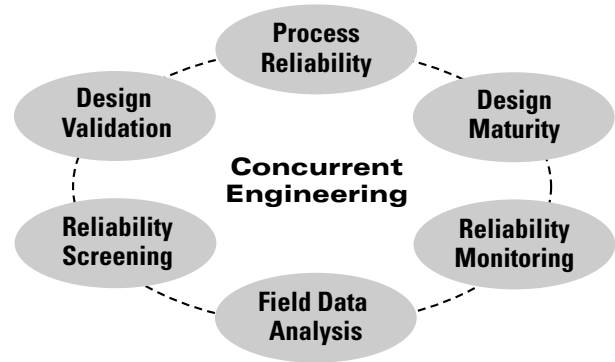 Process
Reliability
Design
Validation
Design
Maturity
Concurrent
Engineering
Reliability
Screening
Reliability
Monitoring
Field Data
Analysis